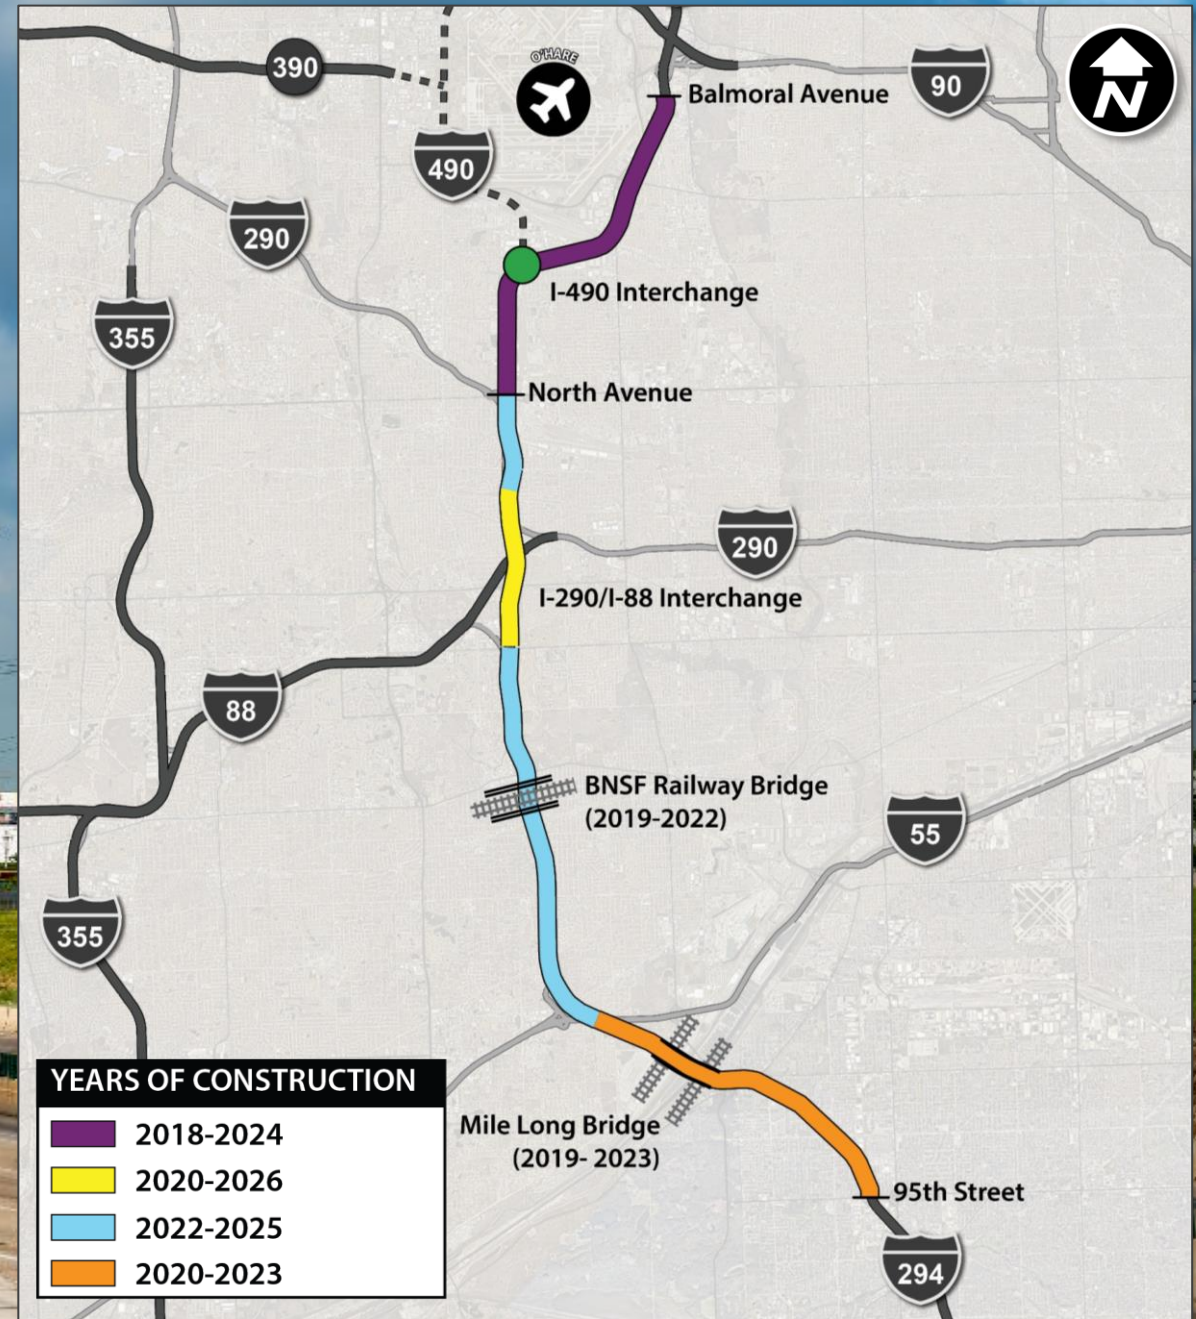 O'HARE
390
Balmoral Avenue
90
N
490
290
I-490 Interchange
355
North Avenue
290
I-290/I-88 Interchange
88
BNSF Railway Bridge
(2019-2022)
55
355
YEARS OF CONSTRUCTION
2018-2024
2020-2026
2022-2025
2020-2023
Mile Long Bridge
(2019- 2023)
95th Street
294